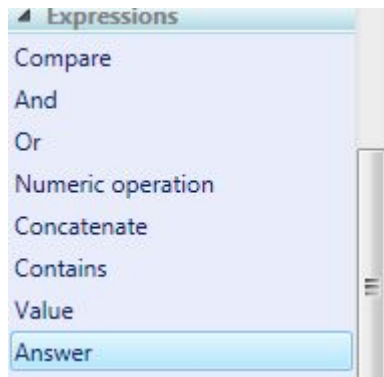 Expressions
Compare
And
Or
Numeric operation
Concatenate
Contains
Value
Answer